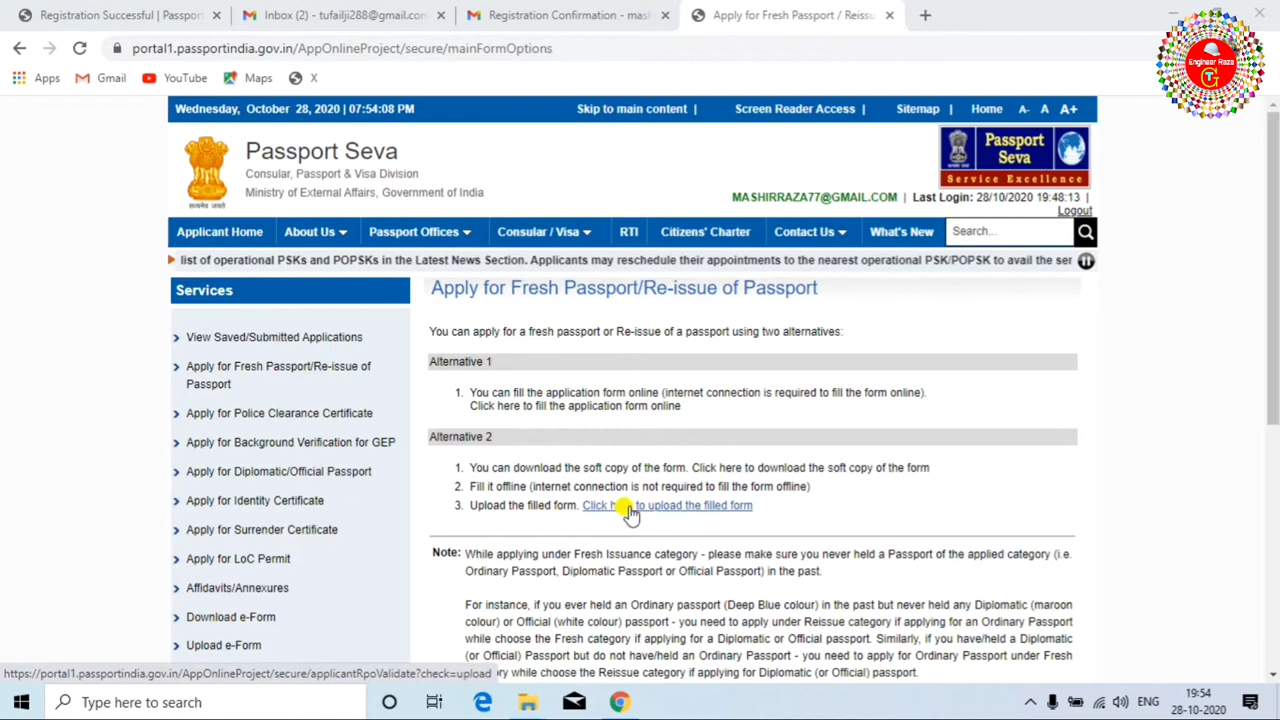 Registration Successful | Passport
Inbox (2) - tufailji288@gmail.com
Registration Confirmation - mash
Apply for Fresh Passport / Reissu
portal1.passportindia.gov.in/AppOnlineProject/secure/mainFormOptions
Apps
Gmail
YouTube
Maps
X
Engineer Raza
Wednesday, October 28, 2020 | 07:54:08 PM
Skip to main content |
Screen Reader Access |
Sitemap |
Home
A-
A
A+
Passport Seva
Consular, Passport & Visa Division
Ministry of External Affairs, Government of India
सत्यमेव जयते
Passport
Seva
Service Excellence
MASHIRRAZA77@GMAIL.COM | Last Login: 28/10/2020 19:48:13 |
Logout
Applicant Home
About Us
Passport Offices
Consular / Visa
RTI
Citizens' Charter
Contact Us
What's New
Search...
list of operational PSKs and POPSKs in the Latest News Section. Applicants may reschedule their appointments to the nearest operational PSK/POPSK to avail the ser
Services
View Saved/Submitted Applications
Apply for Fresh Passport/Re-issue of
Passport
Apply for Police Clearance Certificate
Apply for Background Verification for GEP
Apply for Diplomatic/Official Passport
Apply for Identity Certificate
Apply for Surrender Certificate
Apply for LoC Permit
Affidavits/Annexures
Download e-Form
Upload e-Form
Apply for Fresh Passport/Re-issue of Passport
You can apply for a fresh passport or Re-issue of a passport using two alternatives:
Alternative 1
1. You can fill the application form online (internet connection is required to fill the form online).
Click here to fill the application form online
Alternative 2
1. You can download the soft copy of the form. Click here to download the soft copy of the form
2. Fill it offline (internet connection is not required to fill the form offline)
3. Upload the filled form. Click here to upload the filled form
Note: While applying under Fresh Issuance category - please make sure you never held a Passport of the applied category (i.e.
Ordinary Passport, Diplomatic Passport or Official Passport) in the past.
For instance, if you ever held an Ordinary passport (Deep Blue colour) in the past but never held any Diplomatic (maroon
colour) or Official (white colour) passport - you need to apply under Reissue category if applying for an Ordinary Passport
while choose the Fresh category if applying for a Diplomatic or Official passport. Similarly, if you have/held a Diplomatic
(or Official) Passport but do not have/held an Ordinary Passport - you need to apply for Ordinary Passport under Fresh
ry while choose the Reissue category if applying for Diplomatic (or Official) passport.
https://portal1.passportindia.gov.in/AppOnlineProject/secure/applicantRpoValidate?check=upload
Type here to search
ENG
19:54
28-10-2020